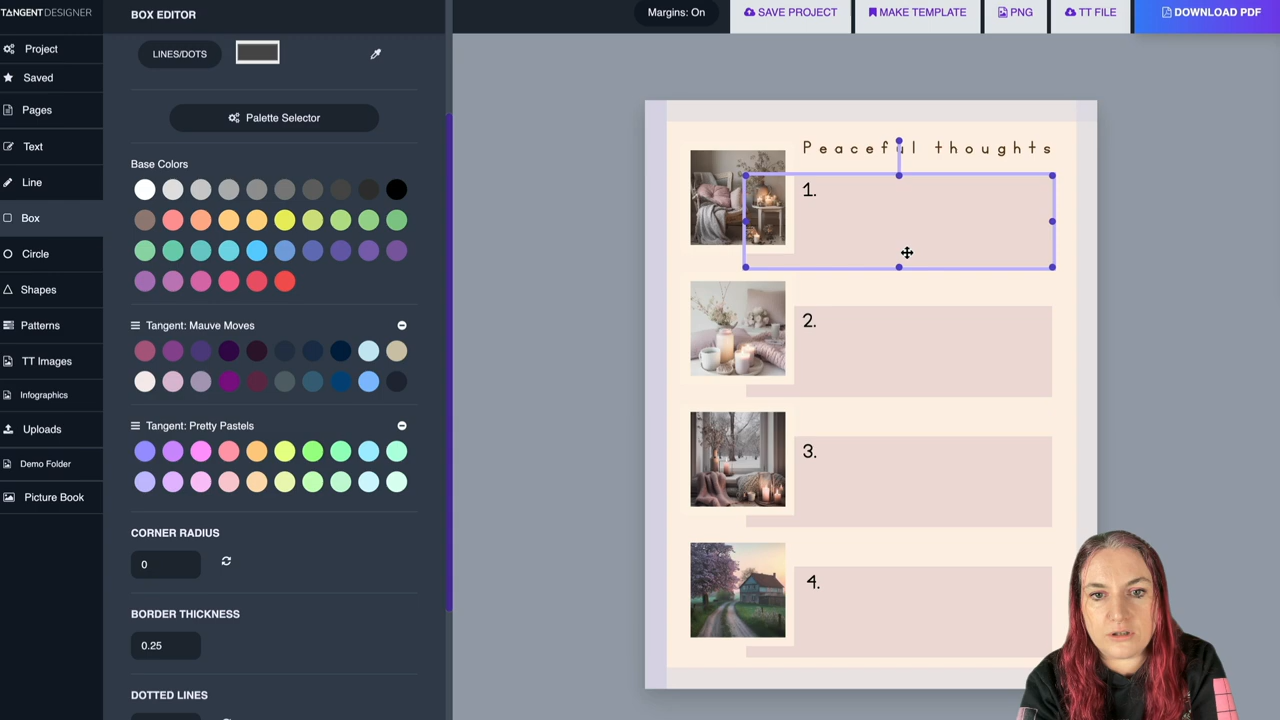 TANGENTDESIGNER
BOX EDITOR
Margins: On
SAVE PROJECT
MAKE TEMPLATE
PNG
TT FILE
DOWNLOAD PDF
Project
Saved
Pages
Text
Line
Box
Circle
Shapes
Patterns
TT Images
Infographics
Uploads
Demo Folder
Picture Book
LINES/DOTS
Palette Selector
Base Colors
Tangent: Mauve Moves
Tangent: Pretty Pastels
CORNER RADIUS
0
BORDER THICKNESS
0.25
DOTTED LINES
Peaceful thoughts
1.
2.
3.
4.